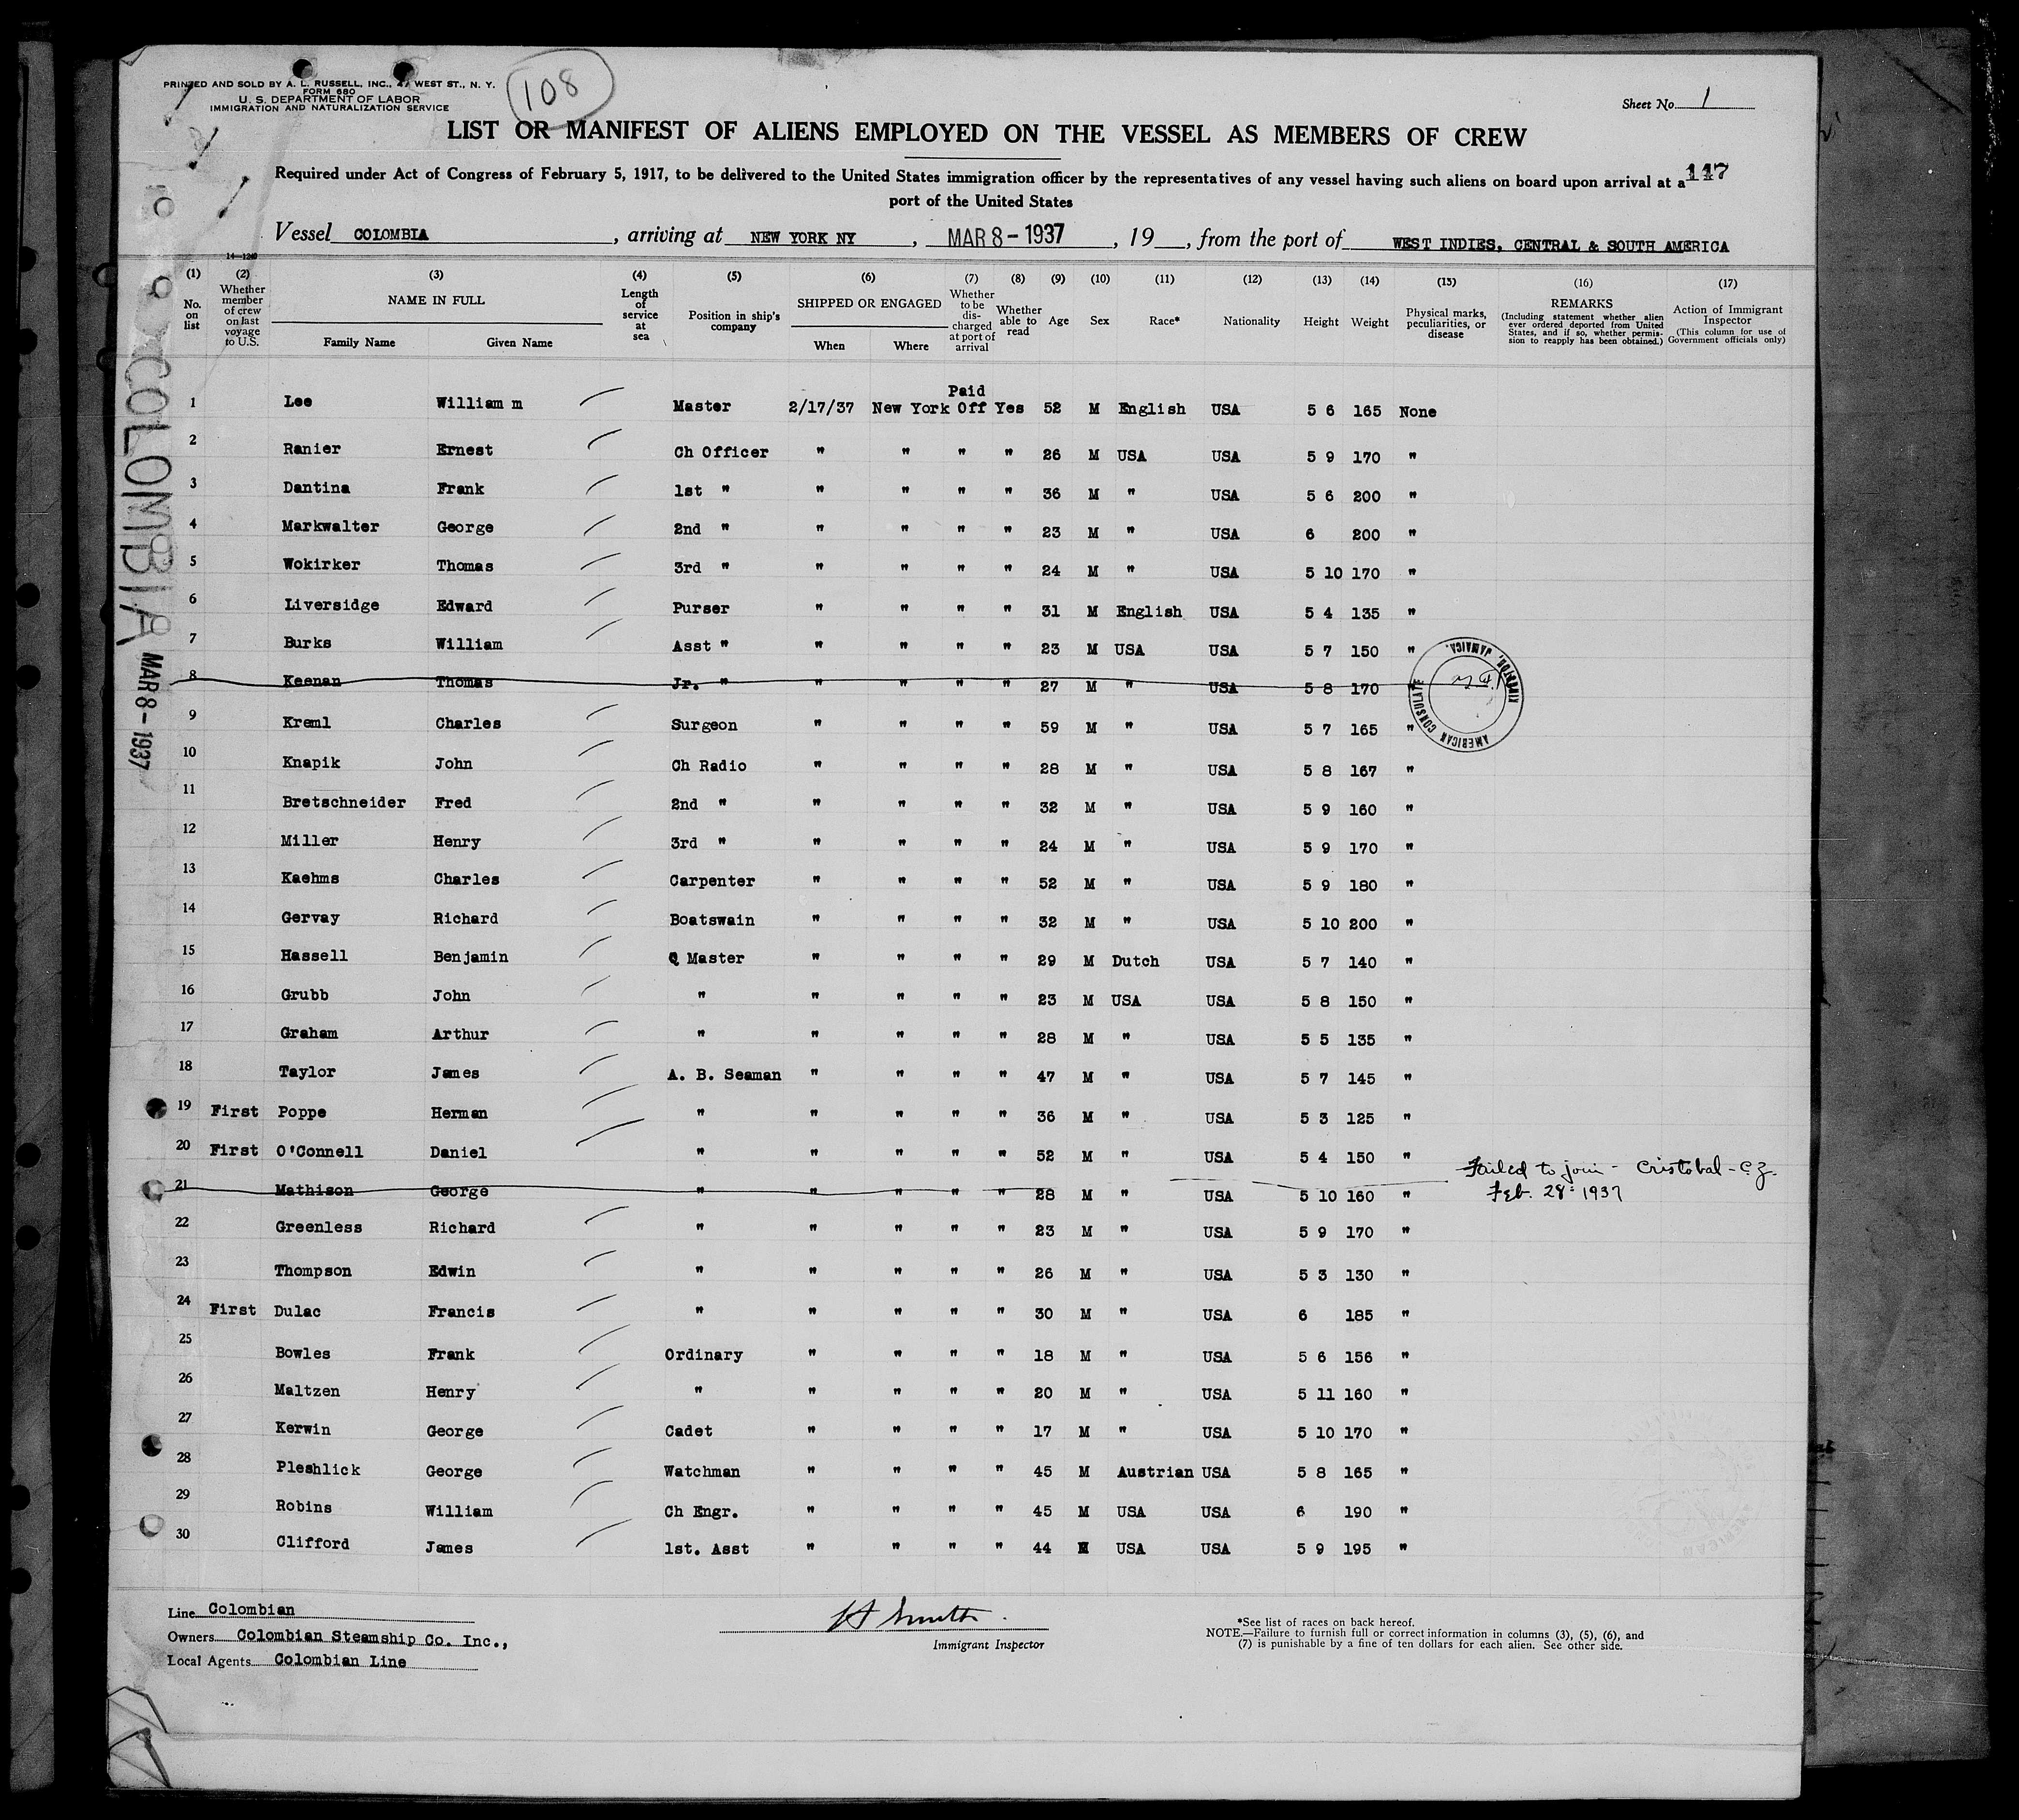 PRINTED AND SOLD BY A. L. RUSSELL, INC., 47 WEST ST., N. Y.
FORM 680
U. S. DEPARTMENT OF LABOR
IMMIGRATION AND NATURALIZATION SERVICE
108
Sheet No. 1
LIST OR MANIFEST OF ALIENS EMPLOYED ON THE VESSEL AS MEMBERS OF CREW
Required under Act of Congress of February 5, 1917, to be delivered to the United States immigration officer by the representatives of any vessel having such aliens on board upon arrival at a
117
port of the United States
Vessel COLOMBIA, arriving at NEW YORK NY, MAR 8 - 1937, 19__, from the port of WEST INDIES, CENTRAL & SOUTH AMERICA
14-1240
(1) (2) (3) (4) (5) (6) (7) (8) (9) (10) (11) (12) (13) (14) (15) (16) (17)
No. on list
Whether member of crew on last voyage to U.S.
NAME IN FULL
Family Name Given Name
Length of service at sea
Position in ship's company
SHIPPED OR ENGAGED
When Where
Whether to be discharged at port of arrival
Whether able to read
Age Sex Race* Nationality Height Weight
Physical marks, peculiarities, or disease
REMARKS
(Including statement whether alien ever ordered deported from United States, and if so, whether permission to reapply has been obtained.)
Action of Immigrant Inspector
(This column for use of Government officials only)
1 Lee William m Master 2/17/37 New York Paid Off Yes 52 M English USA 5 6 165 None
2 Ranier Ernest Ch Officer " " " " 26 M USA USA 5 9 170 "
3 Dantina Frank 1st " " " " " 36 M " USA 5 6 200 "
4 Markwalter George 2nd " " " " " 23 M " USA 6 200 "
5 Wokirker Thomas 3rd " " " " " 24 M " USA 5 10 170 "
6 Liversidge Edward Purser " " " " 31 M English USA 5 4 135 "
7 Burks William Asst " " " " " 23 M USA USA 5 7 150 "
8 Keenan Thomas Jr. " " " " " 27 M " USA 5 8 170 "
9 Kreml Charles Surgeon " " " " 59 M " USA 5 7 165 "
10 Knapik John Ch Radio " " " " 28 M " USA 5 8 167 "
11 Bretschneider Fred 2nd " " " " " 32 M " USA 5 9 160 "
12 Miller Henry 3rd " " " " " 24 M " USA 5 9 170 "
13 Kaehms Charles Carpenter " " " " 52 M " USA 5 9 180 "
14 Gervay Richard Boatswain " " " " 32 M " USA 5 10 200 "
15 Hassell Benjamin Q Master " " " " 29 M Dutch USA 5 7 140 "
16 Grubb John " " " " " 23 M USA USA 5 8 150 "
17 Graham Arthur " " " " " 28 M " USA 5 5 135 "
18 Taylor James A. B. Seaman " " " " 47 M " USA 5 7 145 "
19 First Poppe Herman " " " " " 36 M " USA 5 3 125 "
20 First O'Connell Daniel " " " " " 52 M " USA 5 4 150 "
21 Mathison George " " " " " 28 M " USA 5 10 160 " Failed to join - Cristobal - C.Z. Feb. 28: 1937
22 Greenless Richard " " " " " 23 M " USA 5 9 170 "
23 Thompson Edwin " " " " " 26 M " USA 5 3 130 "
24 First Dulac Francis " " " " " 30 M " USA 6 185 "
25 Bowles Frank Ordinary " " " " 18 M " USA 5 6 156 "
26 Maltzen Henry " " " " " 20 M " USA 5 11 160 "
27 Kerwin George Cadet " " " " 17 M " USA 5 10 170 "
28 Pleshlick George Watchman " " " " 45 M Austrian USA 5 8 165 "
29 Robins William Ch Engr. " " " " 45 M USA USA 6 190 "
30 Clifford James 1st. Asst " " " " 44 M USA USA 5 9 195 "
AMERICAN CONSULATE KINGSTON, JAMAICA.
COLOMBIA MAR 8 - 1937
Line Colombian
Owners Colombian Steamship Co. Inc.,
Local Agents Colombian Line
Smith
Immigrant Inspector
*See list of races on back hereof.
NOTE.—Failure to furnish full or correct information in columns (3), (5), (6), and
(7) is punishable by a fine of ten dollars for each alien. See other side.